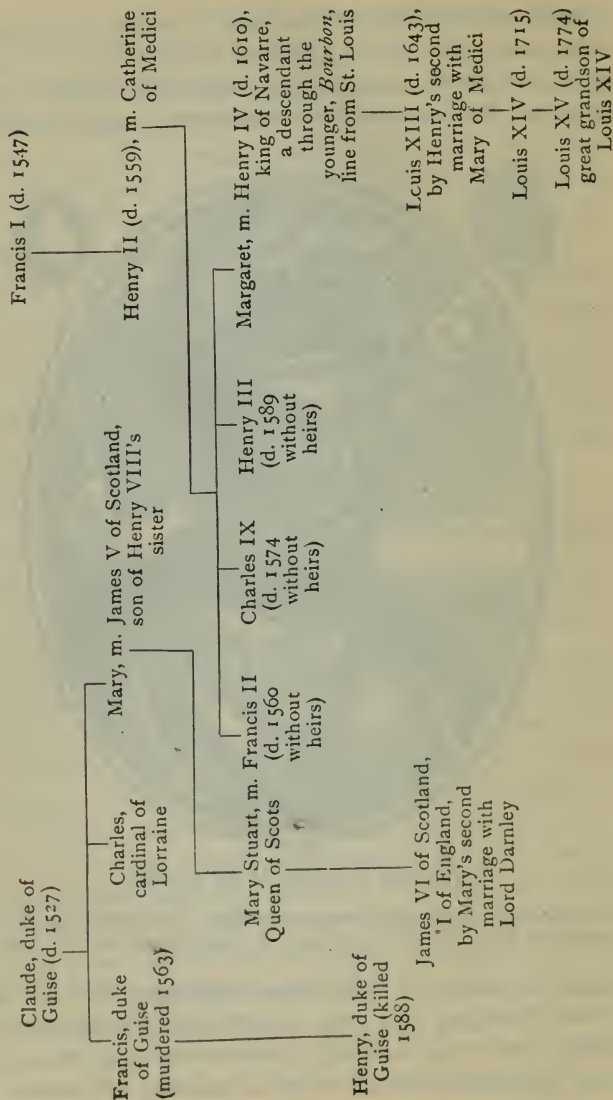 Claude, duke of
Guise (d. 1527)
Francis I (d. 1547)
Francis, duke
of Guise
(murdered 1563)
Charles,
cardinal of
Lorraine
Mary, m. James V of Scotland,
son of Henry VIII's
sister
Henry II (d. 1559), m. Catherine
of Medici
Henry, duke of
Guise (killed
1588)
Mary Stuart, m. Francis II
Queen of Scots
(d. 1560
without
heirs)
Charles IX
(d. 1574
without
heirs)
Henry III
(d. 1589
without
heirs)
Margaret, m. Henry IV (d. 1610),
king of Navarre,
a descendant
through the
younger, Bourbon,
line from St. Louis
James VI of Scotland,
I of England,
by Mary's second
marriage with
Lord Darnley
Louis XIII (d. 1643),
by Henry's second
marriage with
Mary of Medici
Louis XIV (d. 1715)
Louis XV (d. 1774)
great grandson of
Louis XIV